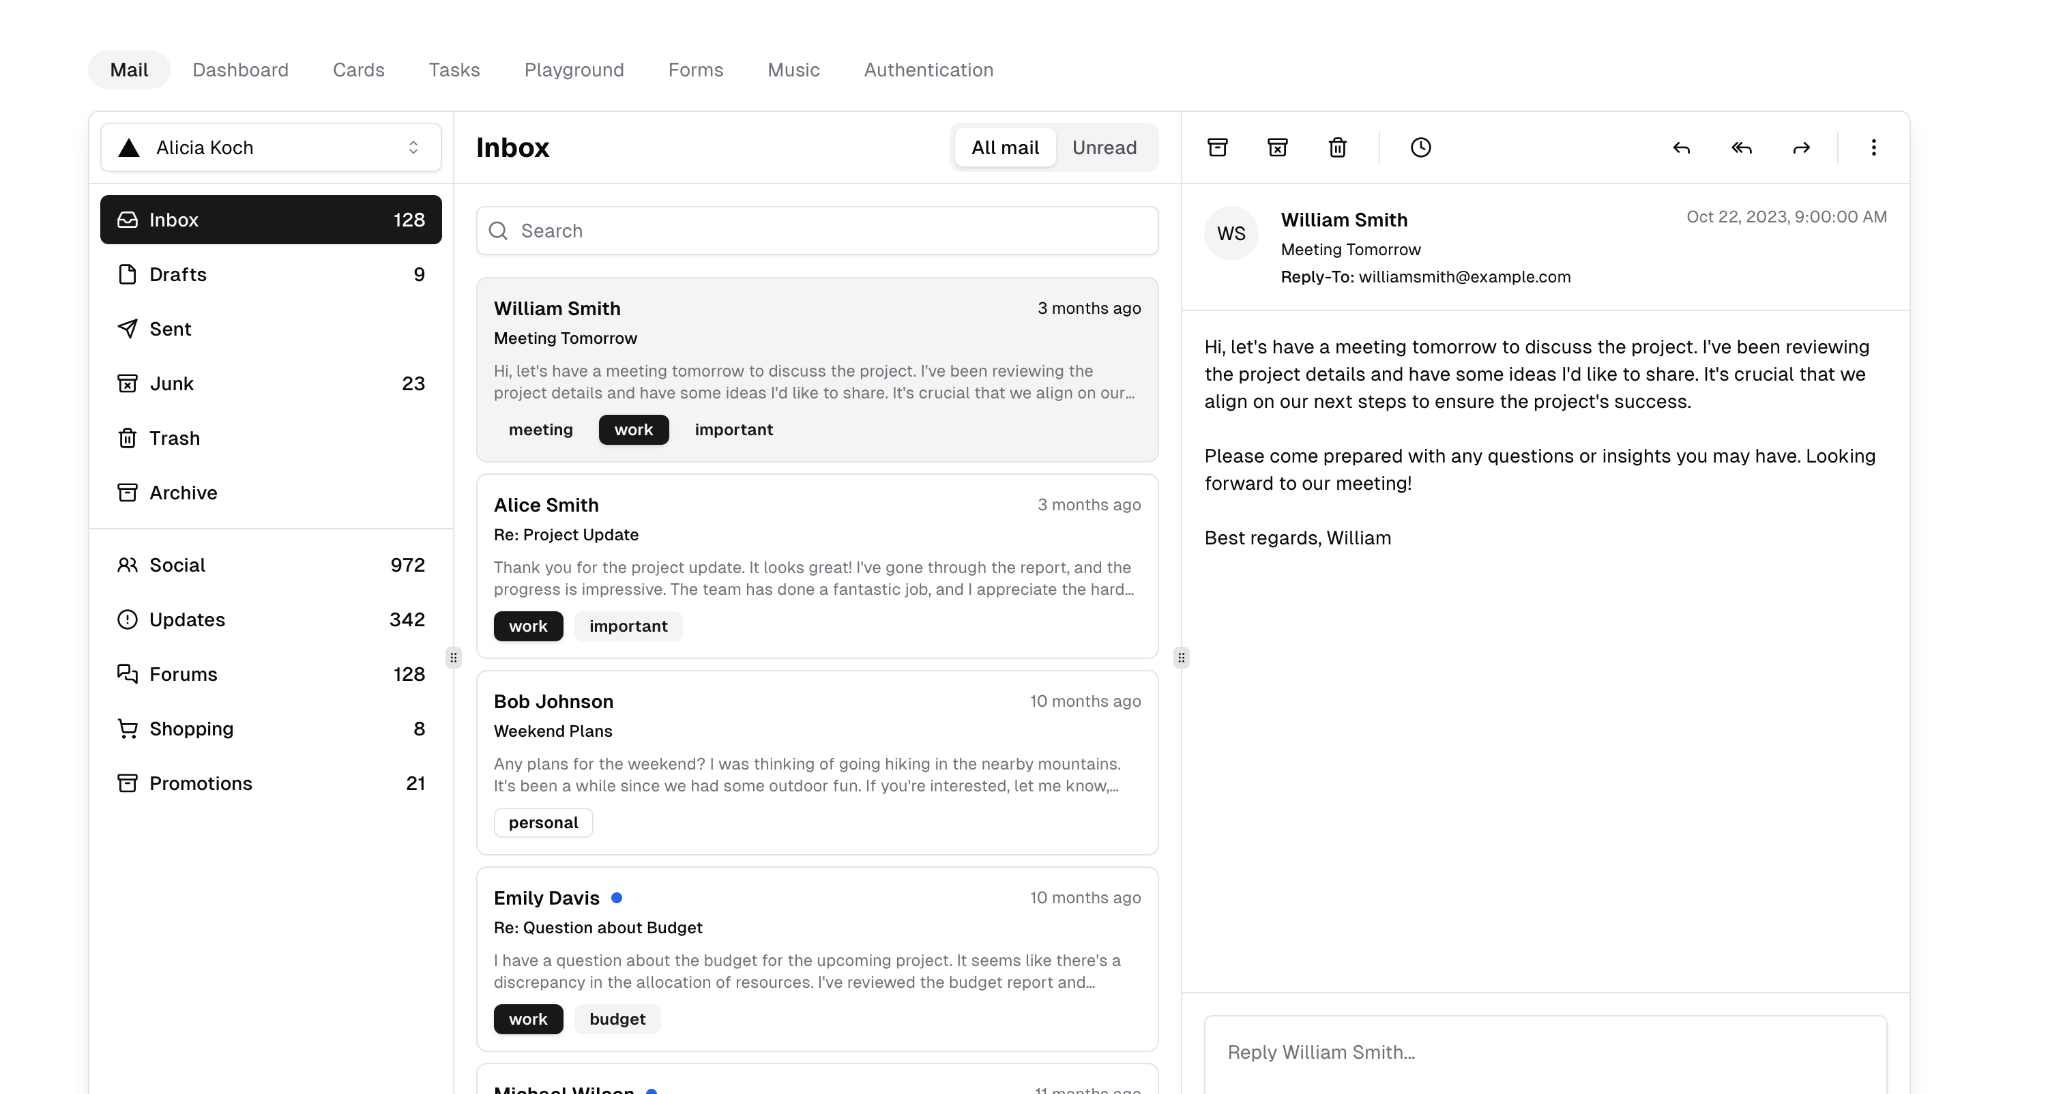 Mail Dashboard Cards Tasks Playground Forms Music Authentication
Alicia Koch
Inbox 128
Drafts 9
Sent
Junk 23
Trash
Archive
Social 972
Updates 342
Forums 128
Shopping 8
Promotions 21
Inbox
All mail Unread
Search
William Smith 3 months ago
Meeting Tomorrow
Hi, let's have a meeting tomorrow to discuss the project. I've been reviewing the
project details and have some ideas I'd like to share. It's crucial that we align on our...
meeting work important
Alice Smith 3 months ago
Re: Project Update
Thank you for the project update. It looks great! I've gone through the report, and the
progress is impressive. The team has done a fantastic job, and I appreciate the hard...
work important
Bob Johnson 10 months ago
Weekend Plans
Any plans for the weekend? I was thinking of going hiking in the nearby mountains.
It's been a while since we had some outdoor fun. If you're interested, let me know,...
personal
Emily Davis 10 months ago
Re: Question about Budget
I have a question about the budget for the upcoming project. It seems like there's a
discrepancy in the allocation of resources. I've reviewed the budget report and...
work budget
Michael Wilson 11 months ago
WS
William Smith Oct 22, 2023, 9:00:00 AM
Meeting Tomorrow
Reply-To: williamsmith@example.com
Hi, let's have a meeting tomorrow to discuss the project. I've been reviewing
the project details and have some ideas I'd like to share. It's crucial that we
align on our next steps to ensure the project's success.
Please come prepared with any questions or insights you may have. Looking
forward to our meeting!
Best regards, William
Reply William Smith...